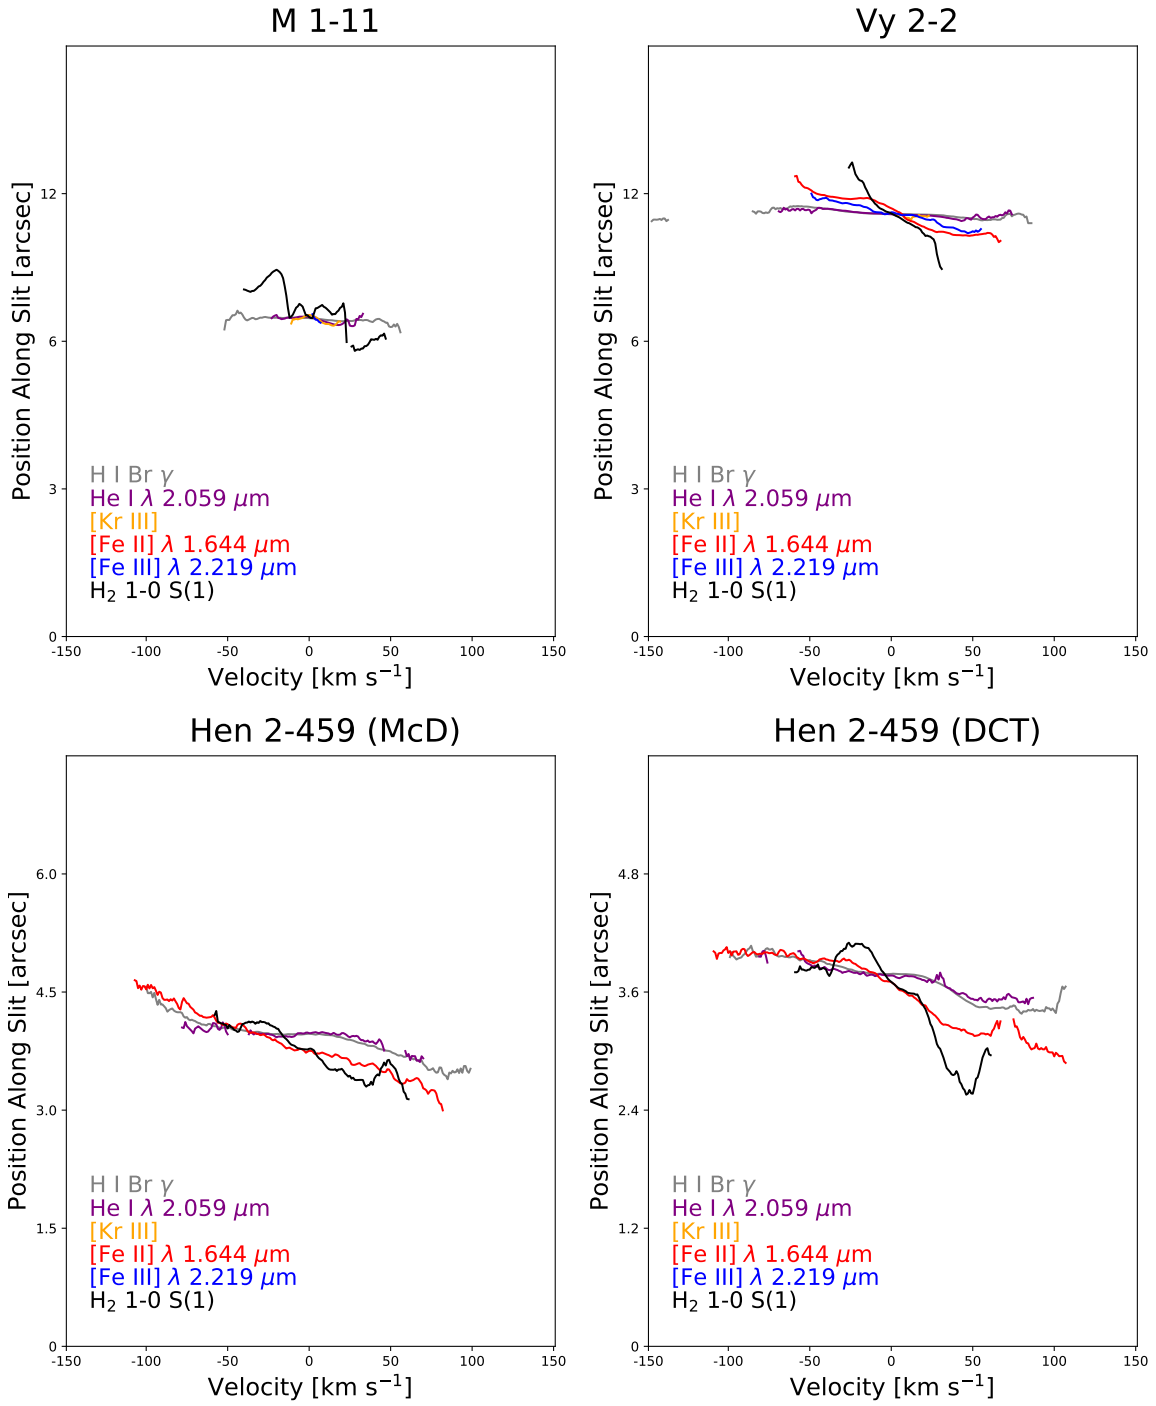 M 1-11
Position Along Slit [arcsec]
12
6
3
0
H I Br γ
He I λ 2.059 μm
[Kr III]
[Fe II] λ 1.644 μm
[Fe III] λ 2.219 μm
H₂ 1-0 S(1)
-150 -100 -50 0 50 100 150
Velocity [km s⁻¹]
Vy 2-2
Position Along Slit [arcsec]
12
6
3
0
H I Br γ
He I λ 2.059 μm
[Kr III]
[Fe II] λ 1.644 μm
[Fe III] λ 2.219 μm
H₂ 1-0 S(1)
-150 -100 -50 0 50 100 150
Velocity [km s⁻¹]
Hen 2-459 (McD)
Position Along Slit [arcsec]
6.0
4.5
3.0
1.5
0
H I Br γ
He I λ 2.059 μm
[Kr III]
[Fe II] λ 1.644 μm
[Fe III] λ 2.219 μm
H₂ 1-0 S(1)
-150 -100 -50 0 50 100 150
Velocity [km s⁻¹]
Hen 2-459 (DCT)
Position Along Slit [arcsec]
4.8
3.6
2.4
1.2
0
H I Br γ
He I λ 2.059 μm
[Kr III]
[Fe II] λ 1.644 μm
[Fe III] λ 2.219 μm
H₂ 1-0 S(1)
-150 -100 -50 0 50 100 150
Velocity [km s⁻¹]